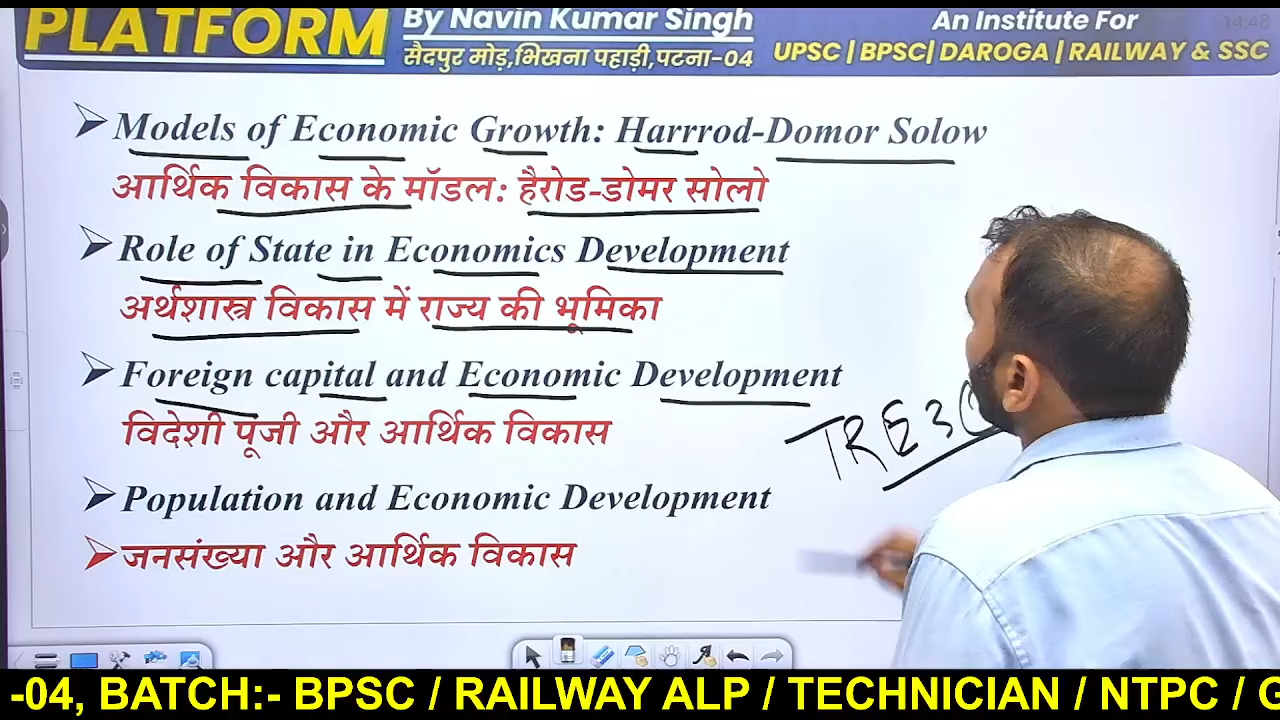 PLATFORM
By Navin Kumar Singh
सैदपुर मोड़,भिखना पहाड़ी,पटना-04
An Institute For
UPSC | BPSC| DAROGA | RAILWAY & SSC
14:48
Models of Economic Growth: Harrrod-Domor Solow
आर्थिक विकास के मॉडल: हैरोड-डोमर सोलो
Role of State in Economics Development
अर्थशास्त्र विकास में राज्य की भूमिका
Foreign capital and Economic Development
विदेशी पूंजी और आर्थिक विकास
TRE3
Population and Economic Development
जनसंख्या और आर्थिक विकास
-04, BATCH:- BPSC / RAILWAY ALP / TECHNICIAN / NTPC / G